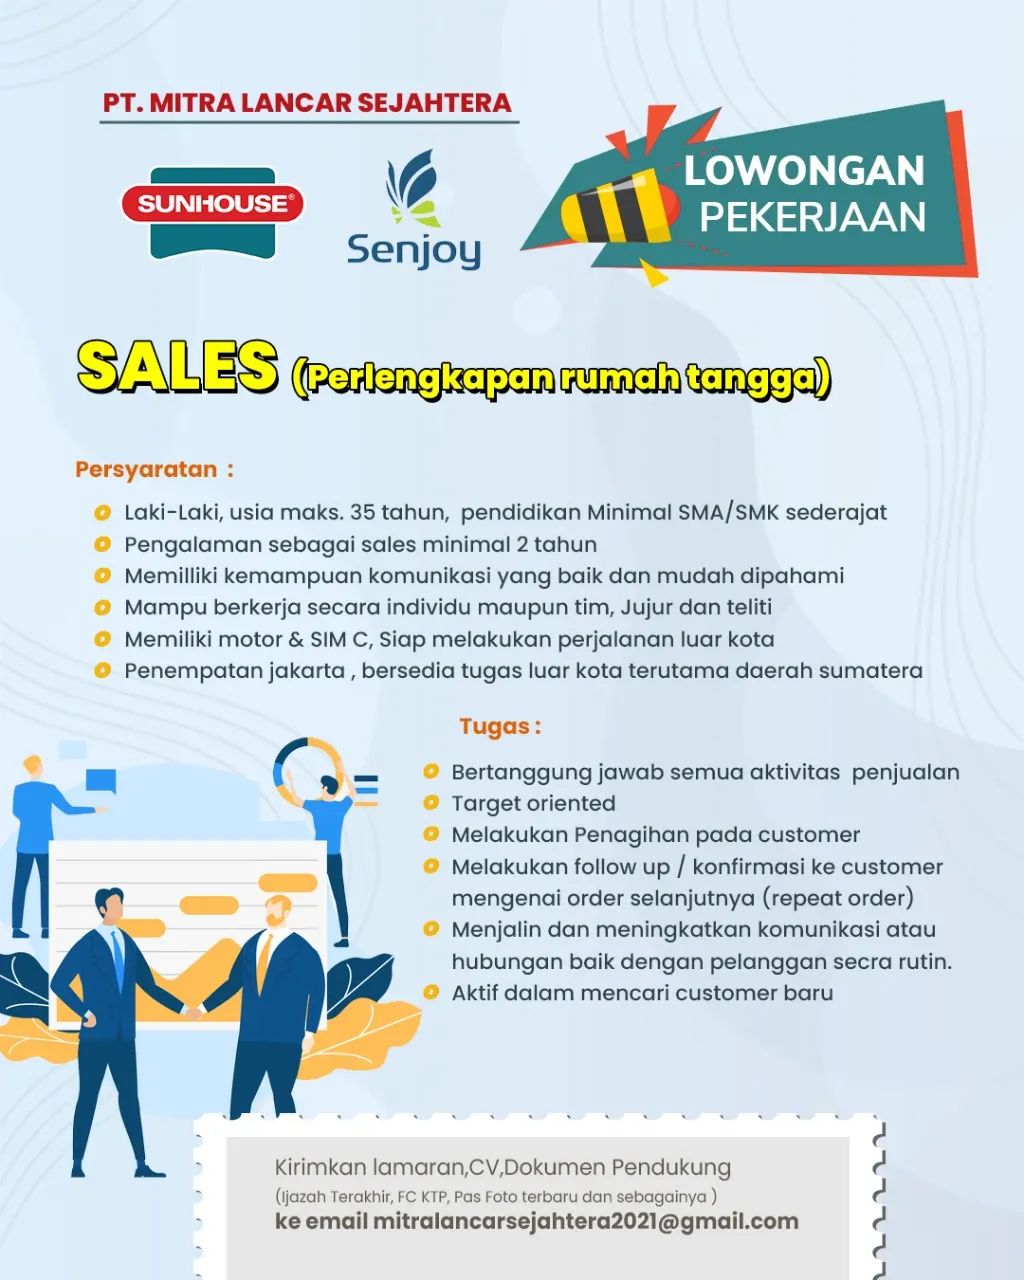 PT. MITRA LANCAR SEJAHTERA
SUNHOUSE®
Senjoy
LOWONGAN
PEKERJAAN
SALES (Perlengkapan rumah tangga)
Persyaratan :
Laki-Laki, usia maks. 35 tahun, pendidikan Minimal SMA/SMK sederajat
Pengalaman sebagai sales minimal 2 tahun
Memilliki kemampuan komunikasi yang baik dan mudah dipahami
Mampu berkerja secara individu maupun tim, Jujur dan teliti
Memiliki motor & SIM C, Siap melakukan perjalanan luar kota
Penempatan jakarta , bersedia tugas luar kota terutama daerah sumatera
Tugas :
Bertanggung jawab semua aktivitas penjualan
Target oriented
Melakukan Penagihan pada customer
Melakukan follow up / konfirmasi ke customer
mengenai order selanjutnya (repeat order)
Menjalin dan meningkatkan komunikasi atau
hubungan baik dengan pelanggan secra rutin.
Aktif dalam mencari customer baru
Kirimkan lamaran,CV,Dokumen Pendukung
(Ijazah Terakhir, FC KTP, Pas Foto terbaru dan sebagainya )
ke email mitralancarsejahtera2021@gmail.com